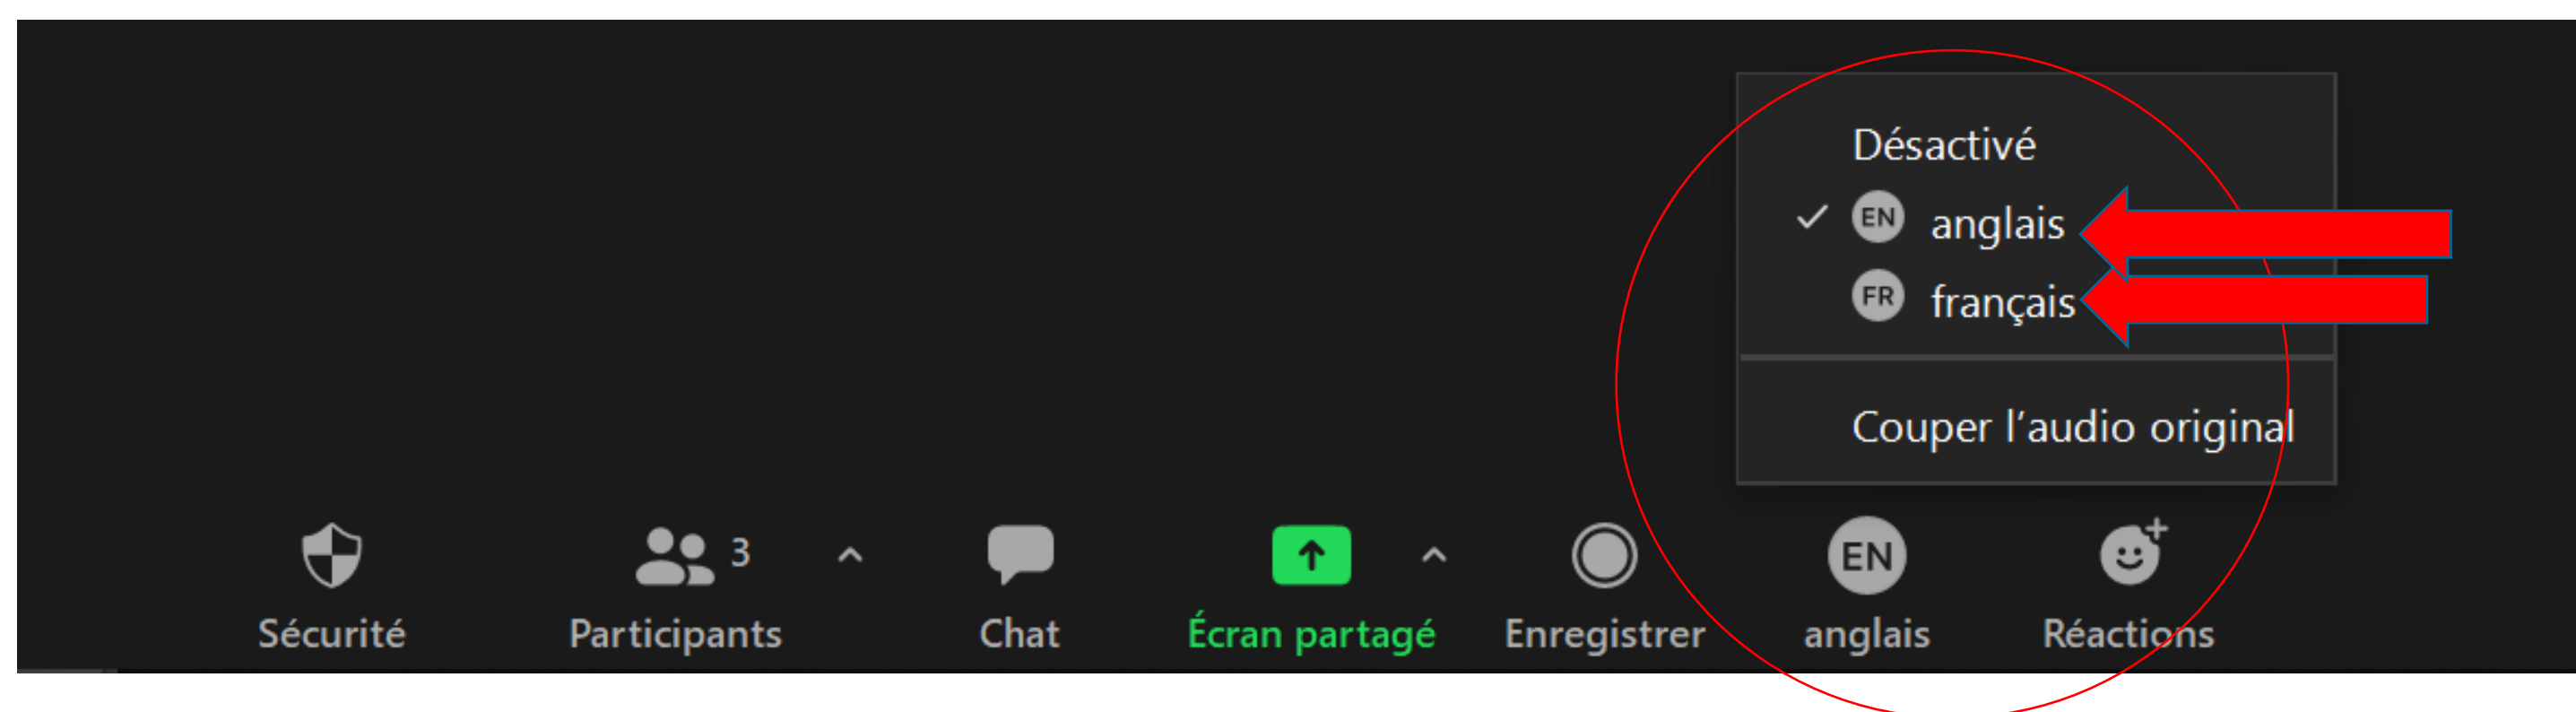 Désactivé
EN anglais
FR français
Couper l’audio original
3
EN
Sécurité Participants Chat Écran partagé Enregistrer anglais Réactions